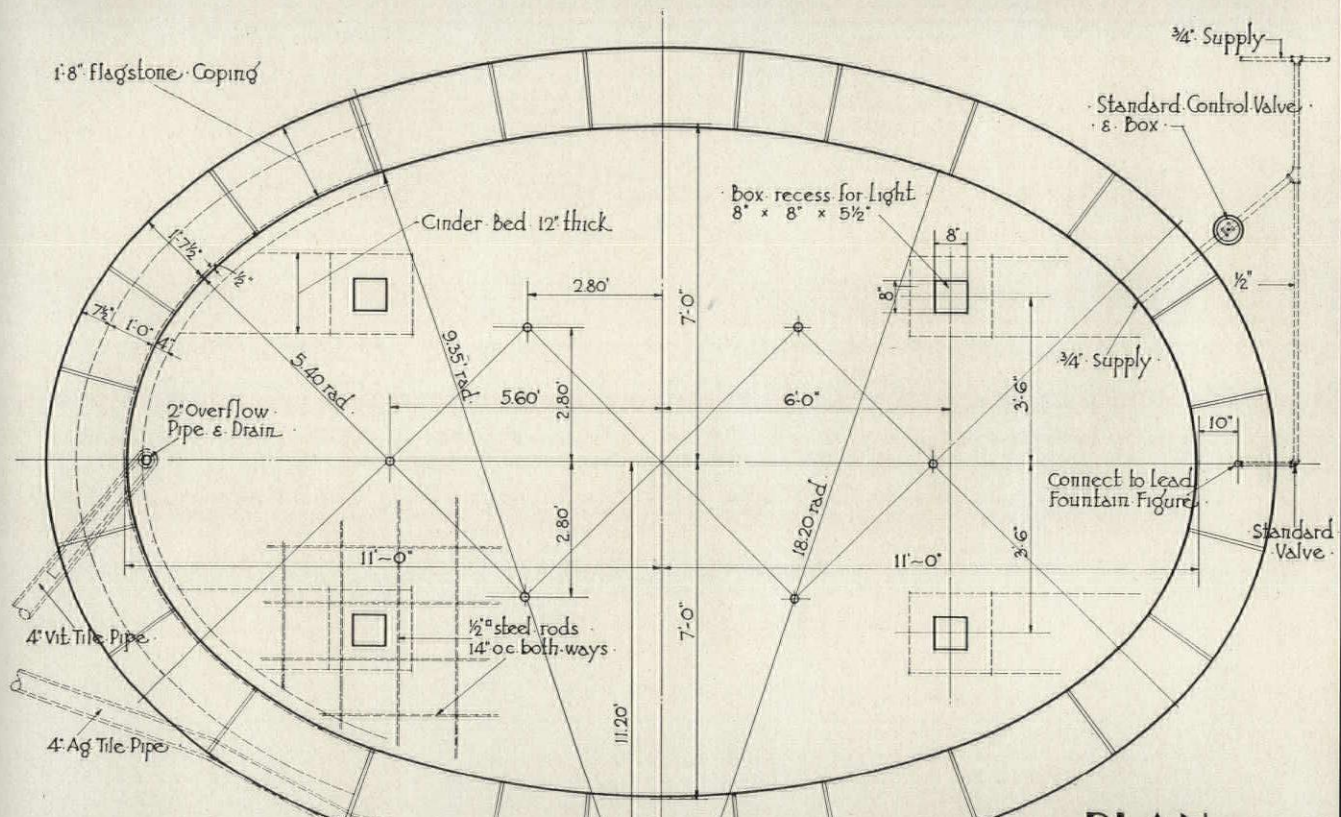 3/4" Supply
1'-8" Flagstone Coping
Standard Control Valve
& Box
Box recess for Light
8" x 8" x 5½"
Cinder Bed 12" thick
1'-7½"
½"
8"
8"
½"
2.80'
7'-0"
7½"
1'-0"
4"
9.35' rad.
5.40 rad.
3/4" Supply
5.60'
2.80'
6'-0"
3'-6"
2" Overflow
Pipe & Drain
10"
Connect to Lead
Fountain Figure
18.20 rad.
2.80'
3'-6"
Standard
Valve
11'~0"
11'~0"
½"□ steel rods
14" o.c. both ways
7'-0"
4" Vit. Tile Pipe
11.20'
4" Ag. Tile Pipe
PLAN